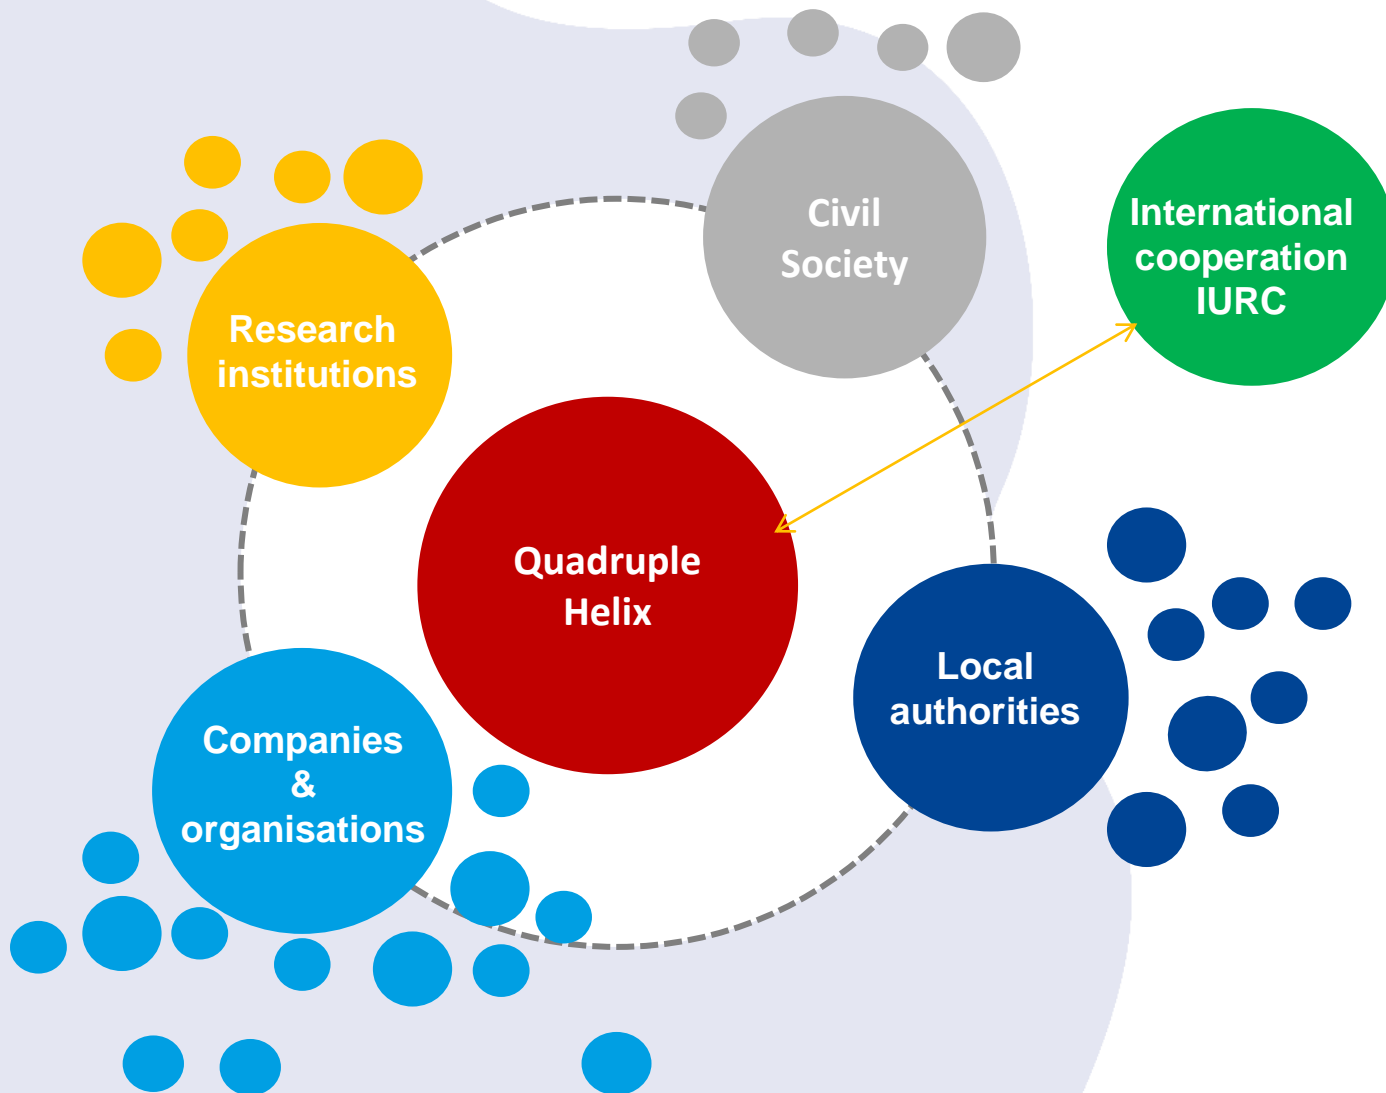 Civil
Society
International
cooperation
IURC
Research
institutions
Quadruple
Helix
Local
authorities
Companies
&
organisations